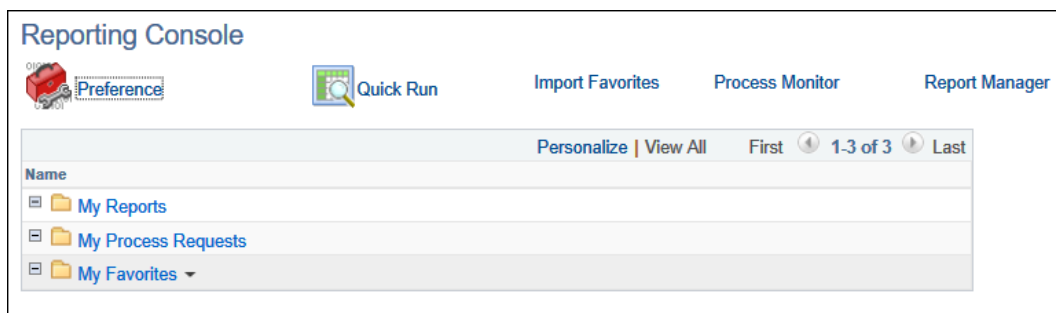 Reporting Console
Preference Quick Run Import Favorites Process Monitor Report Manager
Personalize | View All First 1-3 of 3 Last
Name
My Reports
My Process Requests
My Favorites